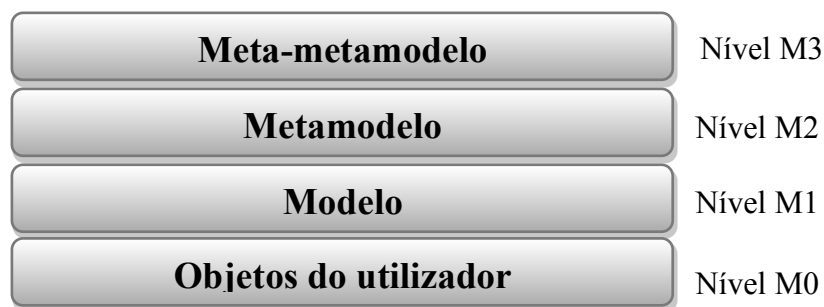 Meta-metamodelo Nível M3
Metamodelo Nível M2
Modelo Nível M1
Objetos do utilizador Nível M0